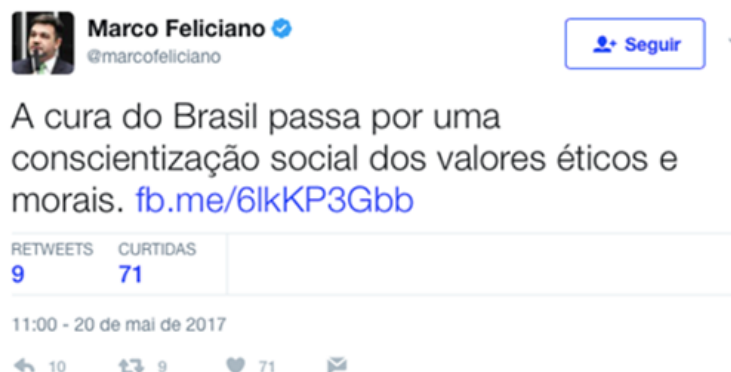 Marco Feliciano
@marcofeliciano
Seguir
A cura do Brasil passa por uma
conscientização social dos valores éticos e
morais. fb.me/6lkKP3Gbb
RETWEETS CURTIDAS
9 71
11:00 - 20 de mai de 2017
10 9 71